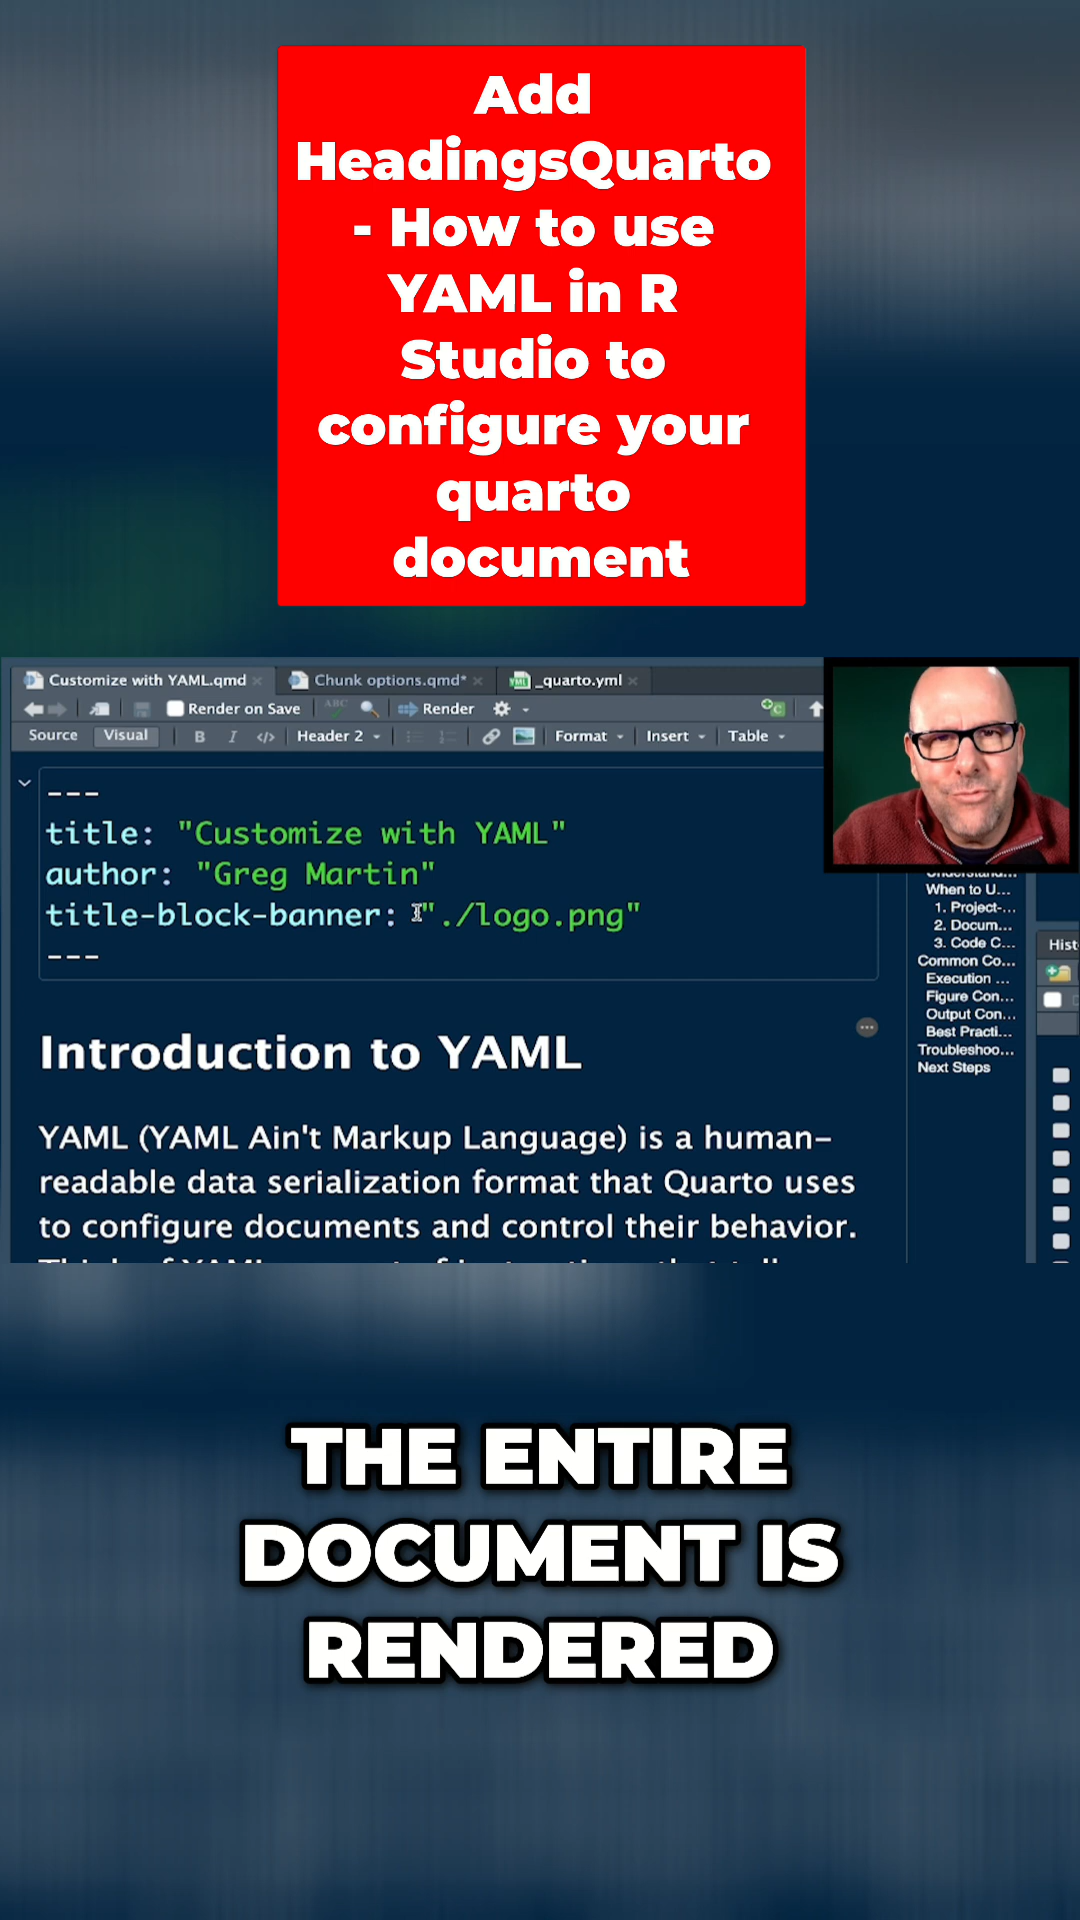 Add
HeadingsQuarto
- How to use
YAML in R
Studio to
configure your
quarto
document
Customize with YAML.qmd
Chunk options.qmd*
_quarto.yml
Render on Save
ABC
Render
Source
Visual
B
I
</>
Header 2
Format
Insert
Table
---
title: "Customize with YAML"
author: "Greg Martin"
title-block-banner: "./logo.png"
---
When to U...
1. Project-...
2. Docum...
3. Code C...
Common Co...
Execution ...
Figure Con...
Output Con...
Best Practi...
Troubleshoo...
Next Steps
Hist
Introduction to YAML
YAML (YAML Ain't Markup Language) is a human-
readable data serialization format that Quarto uses
to configure documents and control their behavior.
THE ENTIRE
DOCUMENT IS
RENDERED